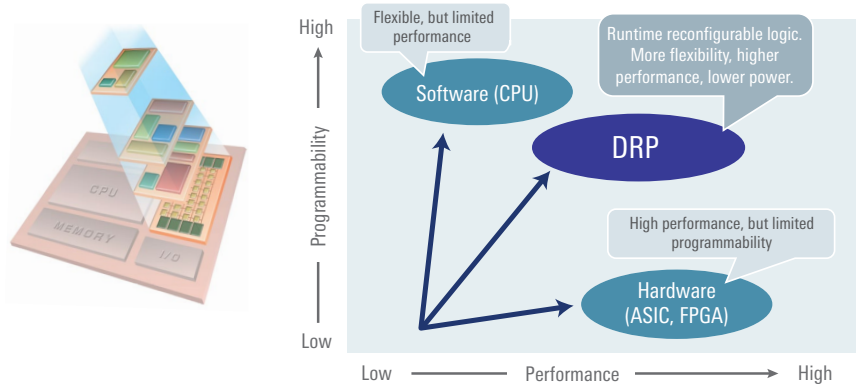 CPU
MEMORY
I/O
High
Programmability
Low
Flexible, but limited
performance
Software (CPU)
Runtime reconfigurable logic.
More flexibility, higher
performance, lower power.
DRP
High performance, but limited
programmability
Hardware
(ASIC, FPGA)
Low
Performance
High